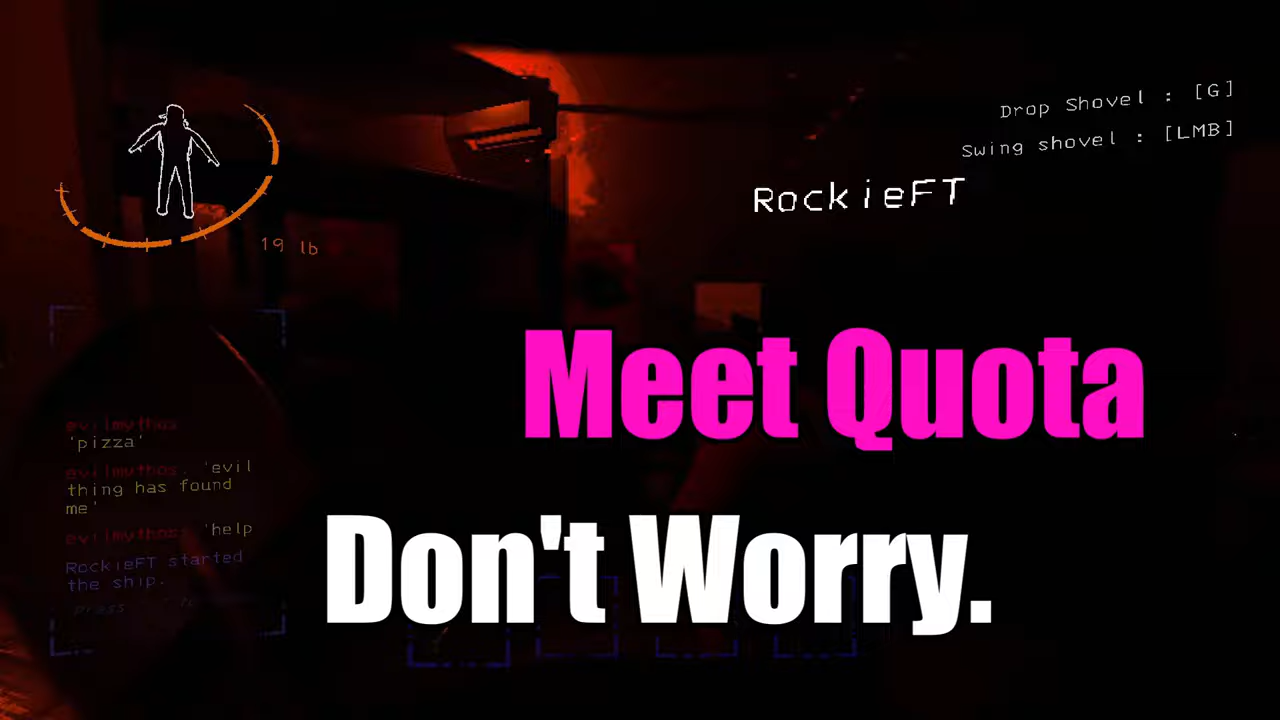 Drop Shovel : [G]
Swing shovel : [LMB]
RockieFT
19 lb
Meet Quota
evilmythos
'pizza'
evilmythos: 'evil
thing has found
me'
evilmythos: 'help
RockieFT started
the ship.
Press
Don't Worry.